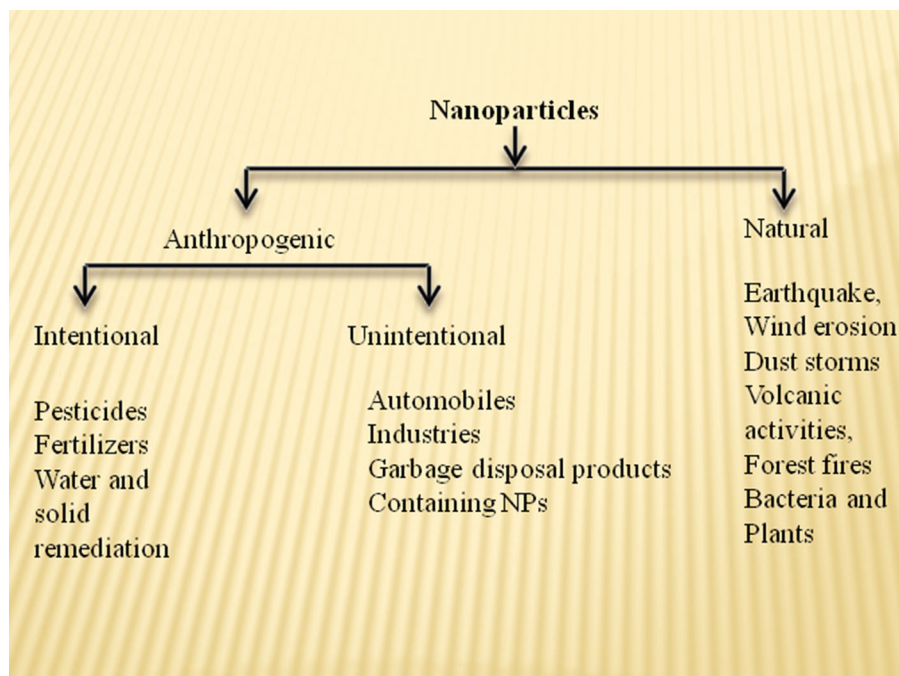 Nanoparticles
Anthropogenic
Natural
Intentional
Unintentional
Pesticides
Fertilizers
Water and
solid
remediation
Automobiles
Industries
Garbage disposal products
Containing NPs
Earthquake,
Wind erosion
Dust storms
Volcanic
activities,
Forest fires
Bacteria and
Plants